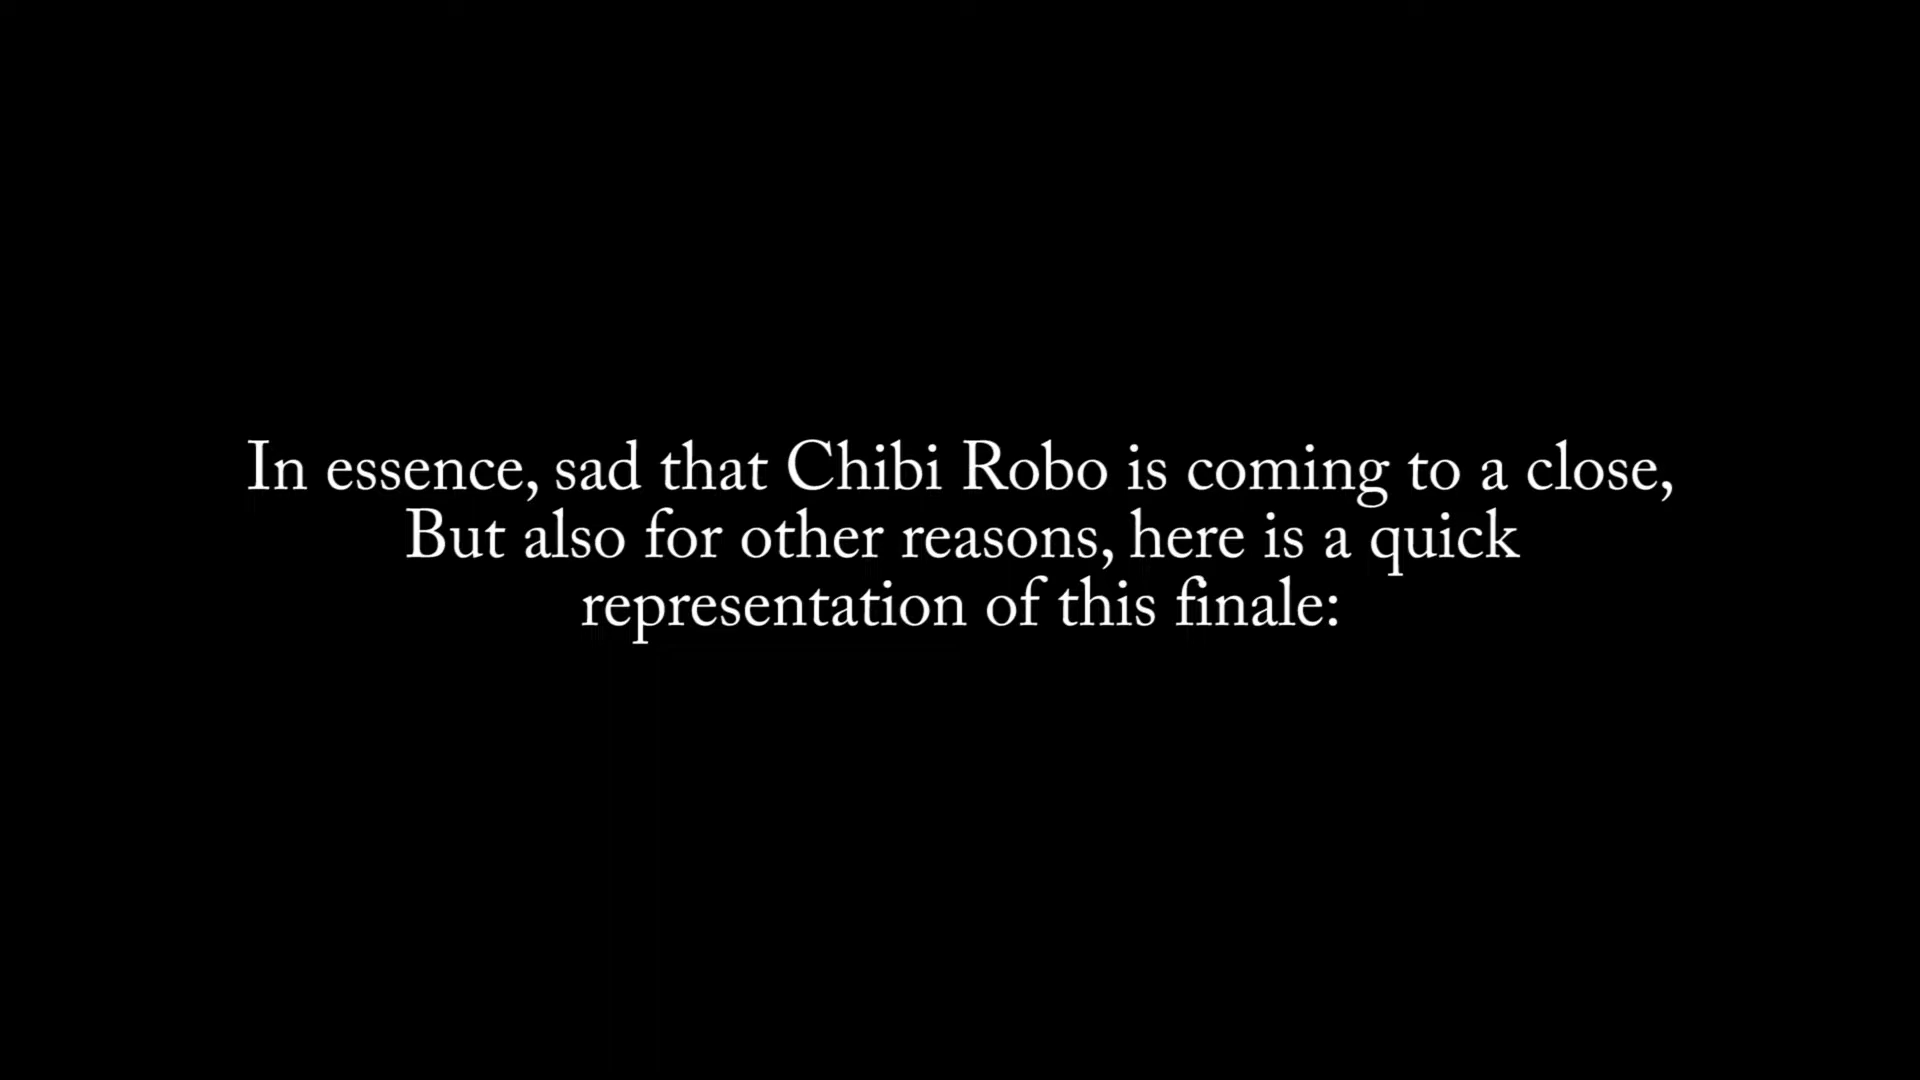 In essence, sad that Chibi Robo is coming to a close,
But also for other reasons, here is a quick
representation of this finale: